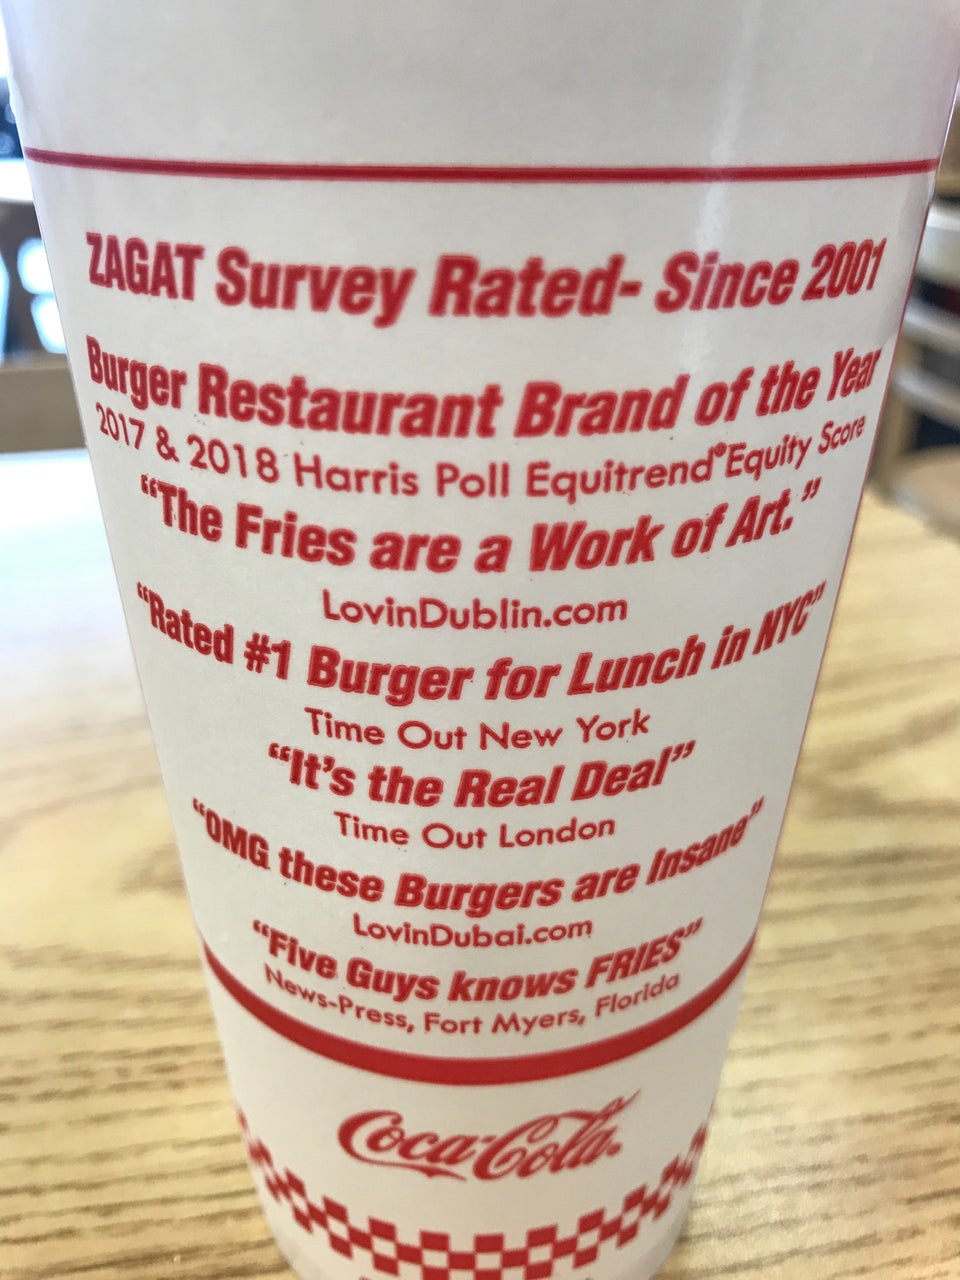 ZAGAT Survey Rated- Since 2001
Burger Restaurant Brand of the Year
2017 & 2018 Harris Poll Equitrend® Equity Score
“The Fries are a Work of Art.”
LovinDublin.com
“Rated #1 Burger for Lunch in NYC”
Time Out New York
“It’s the Real Deal”
Time Out London
“OMG these Burgers are Insane”
LovinDubai.com
“Five Guys knows FRIES”
News-Press, Fort Myers, Florida
Coca-Cola®